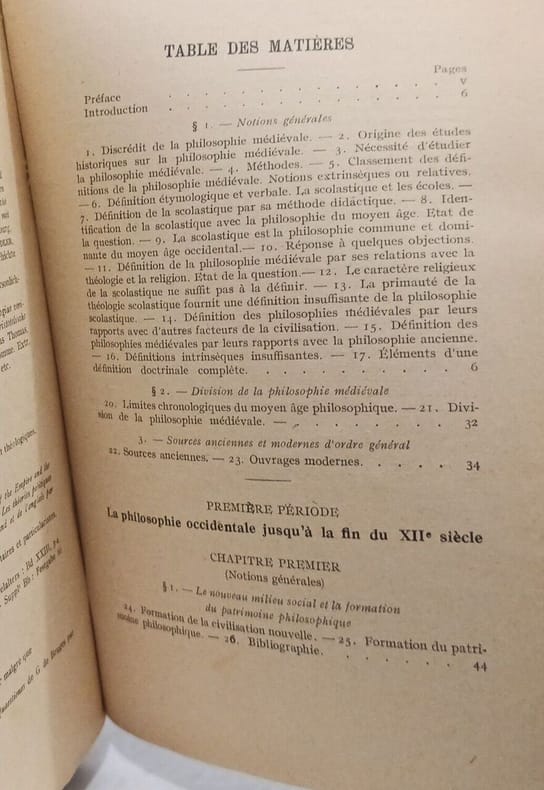 TABLE DES MATIÈRES
Pages
Préface . . . . . . . . . . . . V
Introduction . . . . . . . . . . . . 6
§ 1. — Notions générales
1. Discrédit de la philosophie médiévale. — 2. Origine des études
historiques sur la philosophie médiévale. — 3. Nécessité d'étudier
la philosophie médiévale. — 4. Méthodes. — 5. Classement des défi-
nitions de la philosophie médiévale. Notions extrinsèques ou relatives.
— 6. Définition étymologique et verbale. La scolastique et les écoles. —
7. Définition de la scolastique par sa méthode didactique. — 8. Iden-
tification de la scolastique avec la philosophie du moyen âge. Etat de
la question. — 9. La scolastique est la philosophie commune et domi-
nante du moyen âge occidental. — 10. Réponse à quelques objections.
— 11. Définition de la philosophie médiévale par ses relations avec la
théologie et la religion. Etat de la question. — 12. Le caractère religieux
de la scolastique ne suffit pas à la définir. — 13. La primauté de la
théologie scolastique fournit une définition insuffisante de la philosophie
scolastique. — 14. Définition des philosophies médiévales par leurs
rapports avec d'autres facteurs de la civilisation. — 15. Définition des
philosophies médiévales par leurs rapports avec la philosophie ancienne.
— 16. Définitions intrinsèques insuffisantes. — 17. Éléments d'une
définition doctrinale complète. . . . . . . . . 6
§ 2. — Division de la philosophie médiévale
20. Limites chronologiques du moyen âge philosophique. — 21. Divi-
sion de la philosophie médiévale. — . . . . . . . 32
3. — Sources anciennes et modernes d'ordre général
22. Sources anciennes. — 23. Ouvrages modernes. . . . . 34
PREMIÈRE PÉRIODE
La philosophie occidentale jusqu'à la fin du XIIe siècle
CHAPITRE PREMIER
(Notions générales)
§ 1. — Le nouveau milieu social et la formation
du patrimoine philosophique
24. Formation de la civilisation nouvelle. — 25. Formation du patri-
moine philosophique. — 26. Bibliographie. . . . . . 44